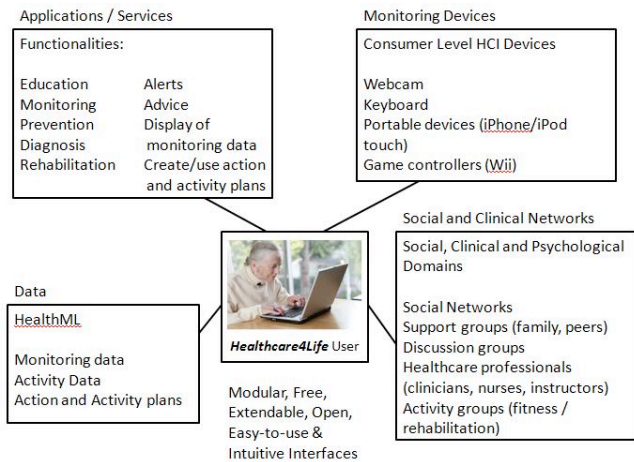 Applications / Services
Functionalities:
Education Alerts
Monitoring Advice
Prevention Display of
Diagnosis monitoring data
Rehabilitation Create/use action
and activity plans
Monitoring Devices
Consumer Level HCI Devices
Webcam
Keyboard
Portable devices (iPhone/iPod
touch)
Game controllers (Wii)
Social and Clinical Networks
Social, Clinical and Psychological
Domains
Social Networks
Support groups (family, peers)
Discussion groups
Healthcare professionals
(clinicians, nurses, instructors)
Activity groups (fitness /
rehabilitation)
Data
HealthML
Monitoring data
Activity Data
Action and Activity plans
Healthcare4Life User
Modular, Free,
Extendable, Open,
Easy-to-use &
Intuitive Interfaces